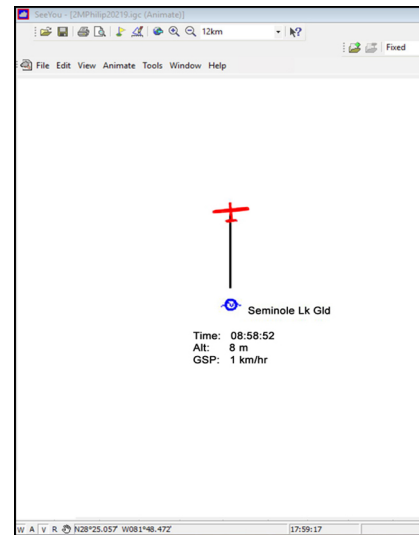 SeeYou - [2MPhilip20219.igc (Animate)]
12km
Fixed
File Edit View Animate Tools Window Help
Seminole Lk Gld
Time: 08:58:52
Alt: 8 m
GSP: 1 km/hr
W A V R N28°25.057' W081°48.472' 17:59:17